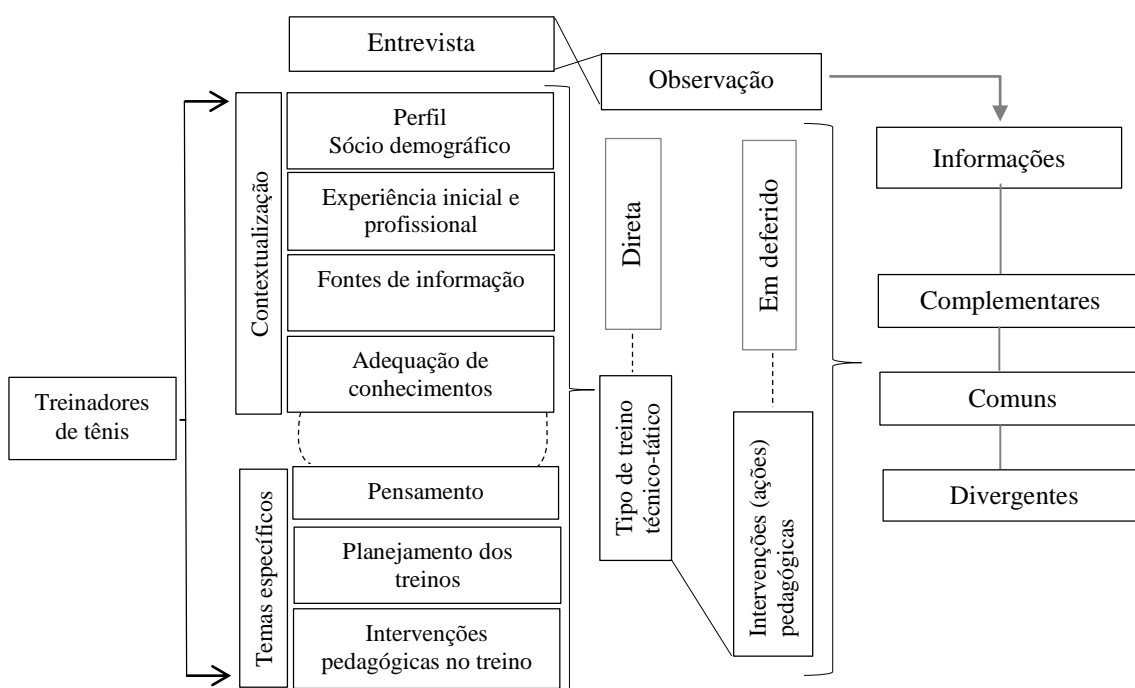 Entrevista
Observação
Perfil
Sócio demográfico
Experiência inicial e
profissional
Fontes de informação
Adequação de
conhecimentos
Contextualização
Treinadores
de tênis
Temas específicos
Pensamento
Planejamento dos
treinos
Intervenções
pedagógicas no treino
Direta
Tipo de treino
técnico-tático
Em deferido
Intervenções (ações)
pedagógicas
Informações
Complementares
Comuns
Divergentes